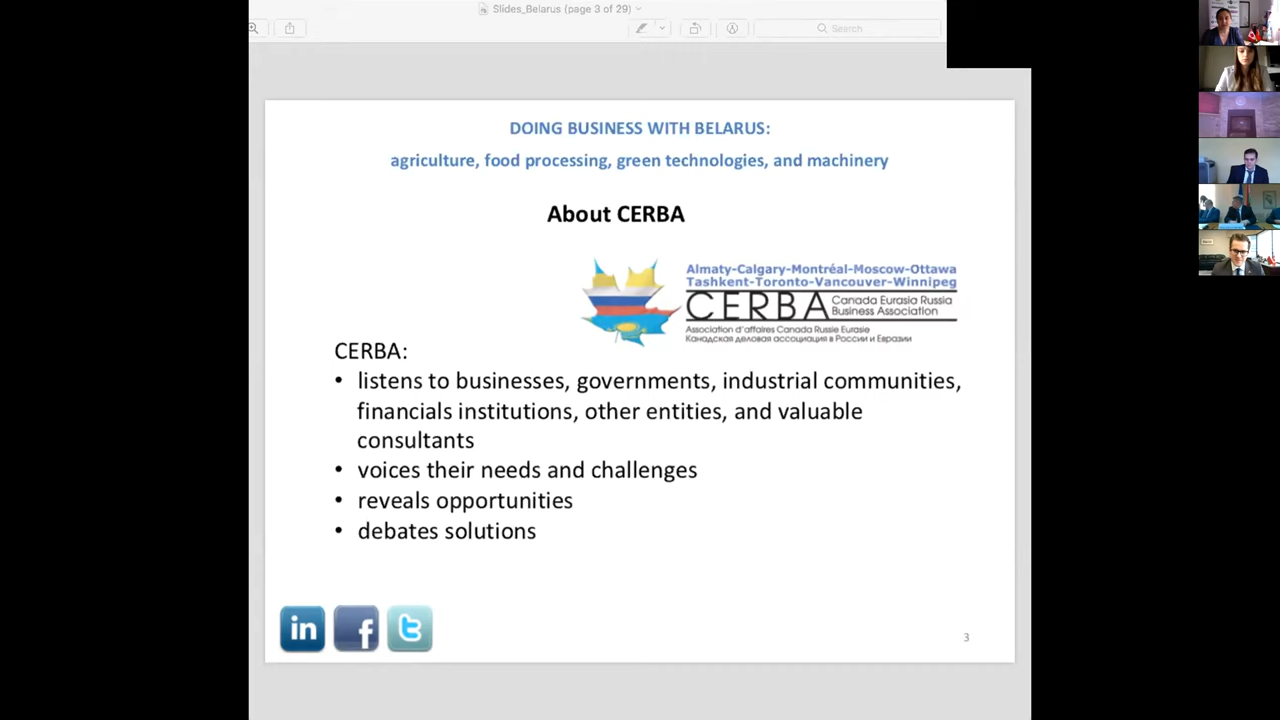 Slides_Belarus (page 3 of 29)
Search
DOING BUSINESS WITH BELARUS:
agriculture, food processing, green technologies, and machinery
About CERBA
Almaty-Calgary-Montréal-Moscow-Ottawa
Tashkent-Toronto-Vancouver-Winnipeg
CERBA
Canada Eurasia Russia
Business Association
Association d'affaires Canada Russie Eurasie
Канадская деловая ассоциация в России и Евразии
CERBA:
• listens to businesses, governments, industrial communities,
financials institutions, other entities, and valuable
consultants
• voices their needs and challenges
• reveals opportunities
• debates solutions
in f t
3